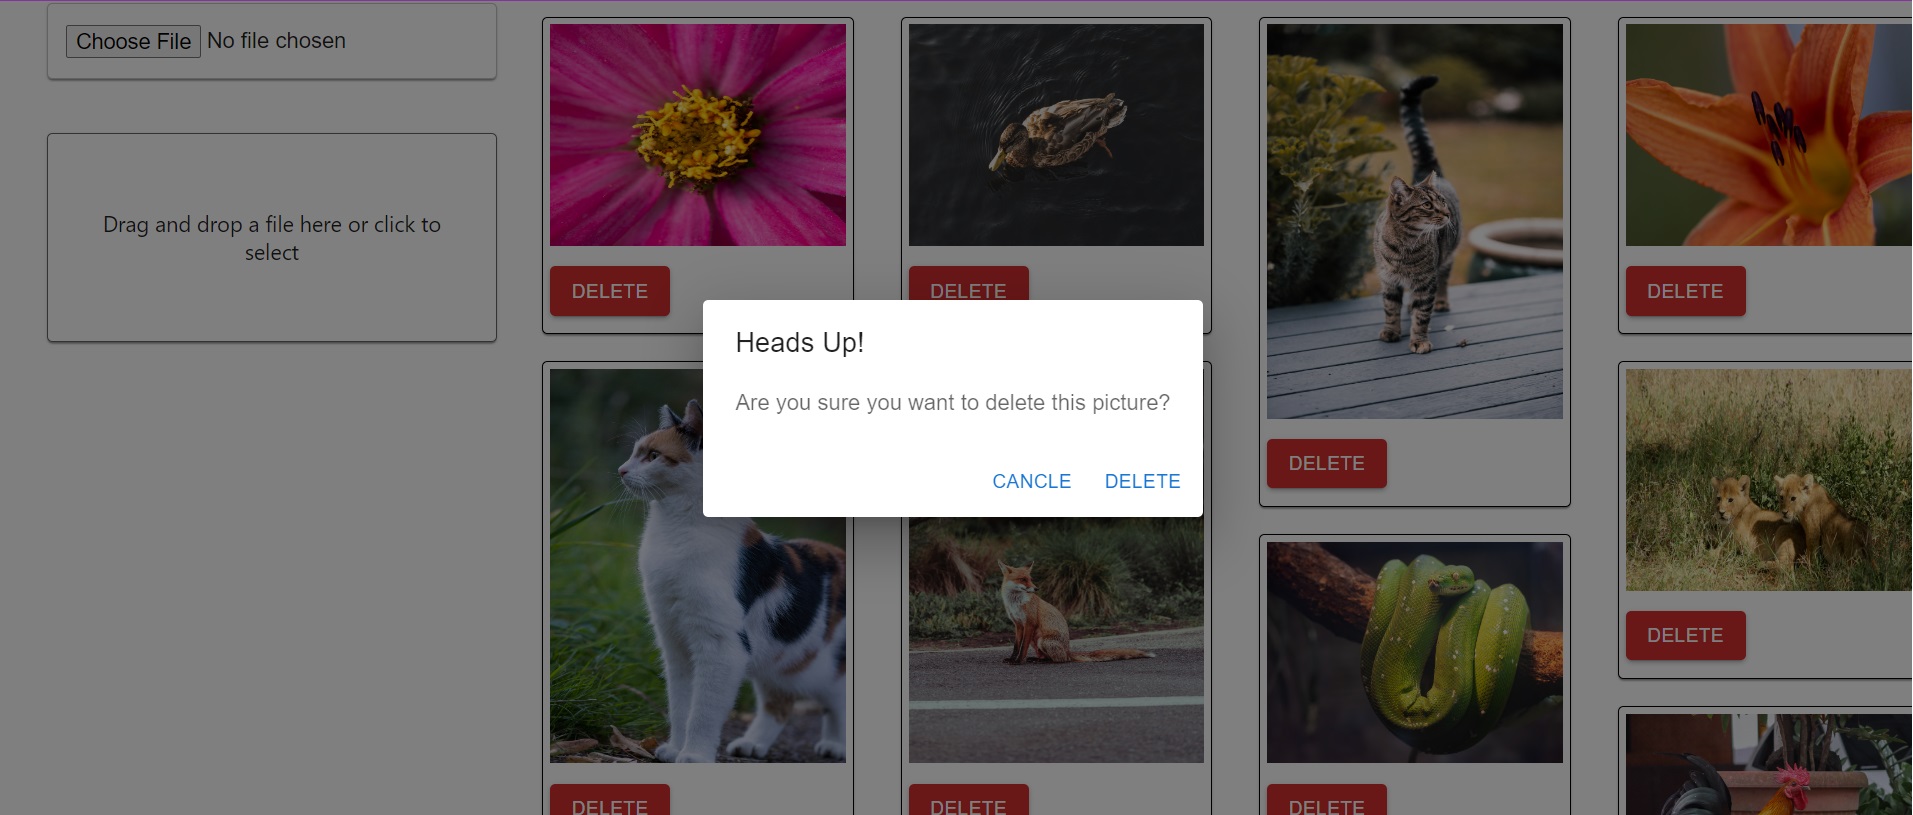 Choose File No file chosen
Drag and drop a file here or click to
select
DELETE
DELETE
DELETE
DELETE
Heads Up!
Are you sure you want to delete this picture?
CANCLE DELETE
DELETE
DELETE
DELETE
DELETE